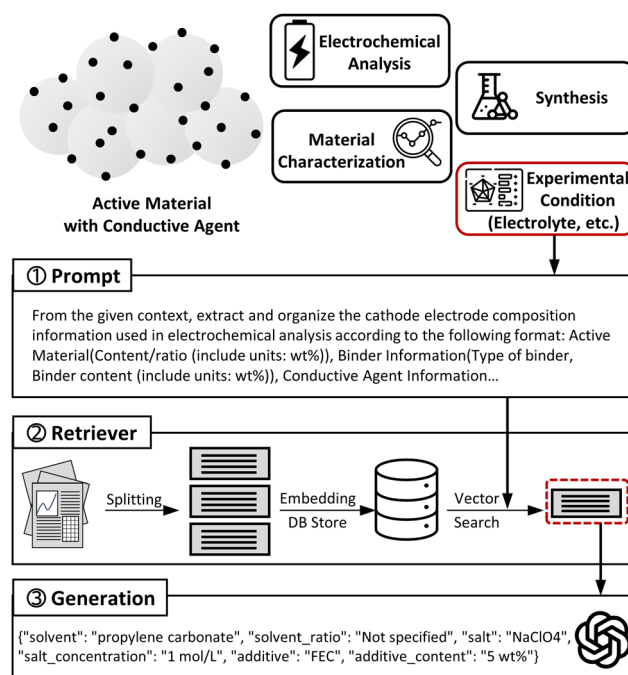 Electrochemical
Analysis
Synthesis
Material
Characterization
Experimental
Condition
(Electrolyte, etc.)
Active Material
with Conductive Agent
① Prompt
From the given context, extract and organize the cathode electrode composition
information used in electrochemical analysis according to the following format: Active
Material(Content/ratio (include units: wt%)), Binder Information(Type of binder,
Binder content (include units: wt%)), Conductive Agent Information...
② Retriever
Splitting
Embedding
DB Store
Vector
Search
③ Generation
{"solvent": "propylene carbonate", "solvent_ratio": "Not specified", "salt": "NaClO4",
"salt_concentration": "1 mol/L", "additive": "FEC", "additive_content": "5 wt%"}